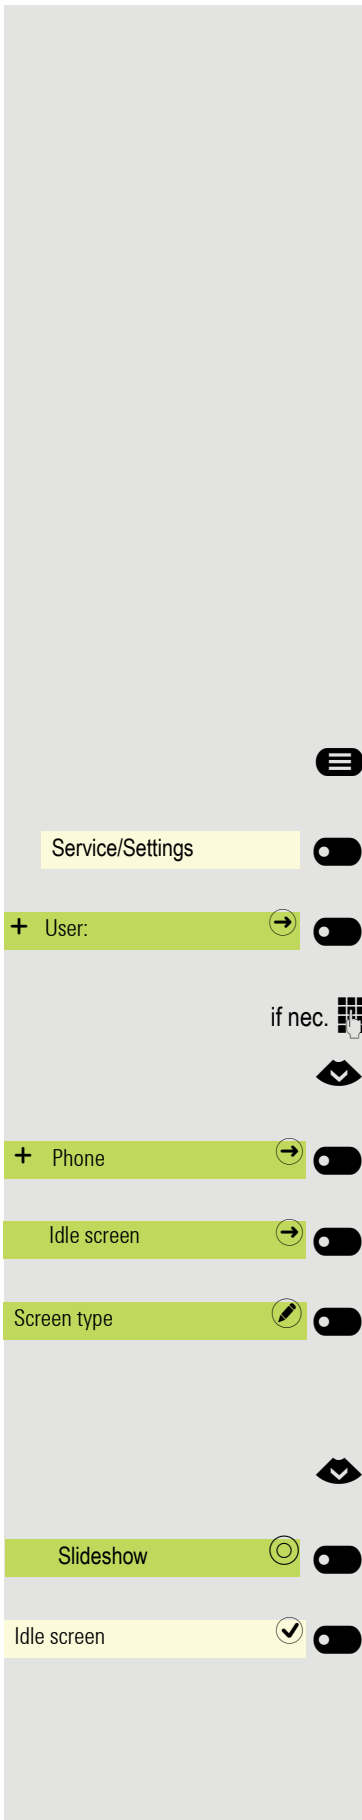 Service/Settings
+ User:
if nec.
+ Phone
Idle screen
Screen type
Slideshow
Idle screen